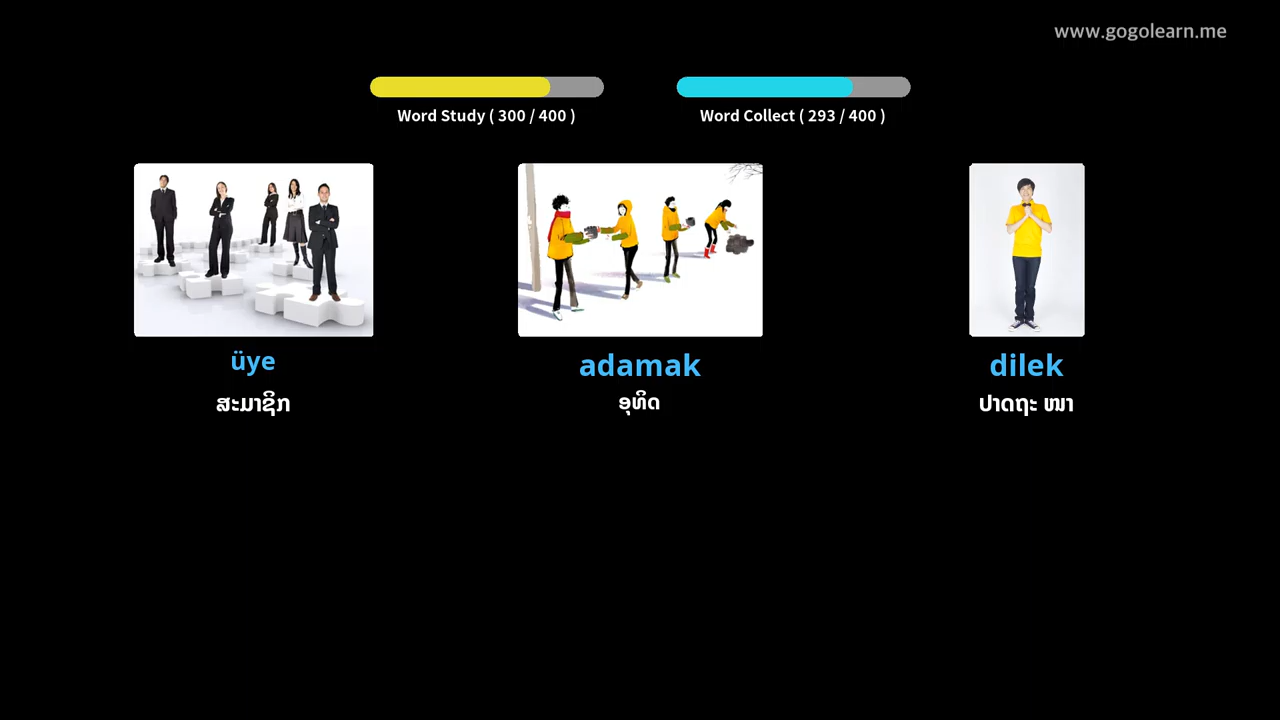 www.gogolearn.me
Word Study ( 300 / 400 )
Word Collect ( 293 / 400 )
üye
ສະມາຊິກ
adamak
ອຸທິດ
dilek
ປາດຖະ ໜາ